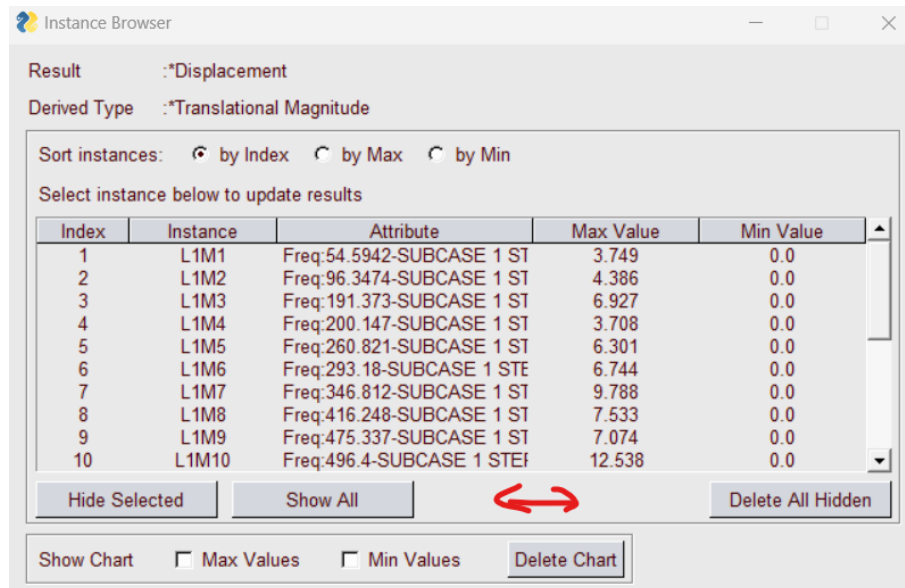 Instance Browser
Result :*Displacement
Derived Type :*Translational Magnitude
Sort instances: by Index by Max by Min
Select instance below to update results
Index Instance Attribute Max Value Min Value
1 L1M1 Freq:54.5942-SUBCASE 1 ST 3.749 0.0
2 L1M2 Freq:96.3474-SUBCASE 1 ST 4.386 0.0
3 L1M3 Freq:191.373-SUBCASE 1 ST 6.927 0.0
4 L1M4 Freq:200.147-SUBCASE 1 ST 3.708 0.0
5 L1M5 Freq:260.821-SUBCASE 1 ST 6.301 0.0
6 L1M6 Freq:293.18-SUBCASE 1 STE 6.744 0.0
7 L1M7 Freq:346.812-SUBCASE 1 ST 9.788 0.0
8 L1M8 Freq:416.248-SUBCASE 1 ST 7.533 0.0
9 L1M9 Freq:475.337-SUBCASE 1 ST 7.074 0.0
10 L1M10 Freq:496.4-SUBCASE 1 STEF 12.538 0.0
Hide Selected Show All Delete All Hidden
Show Chart Max Values Min Values Delete Chart